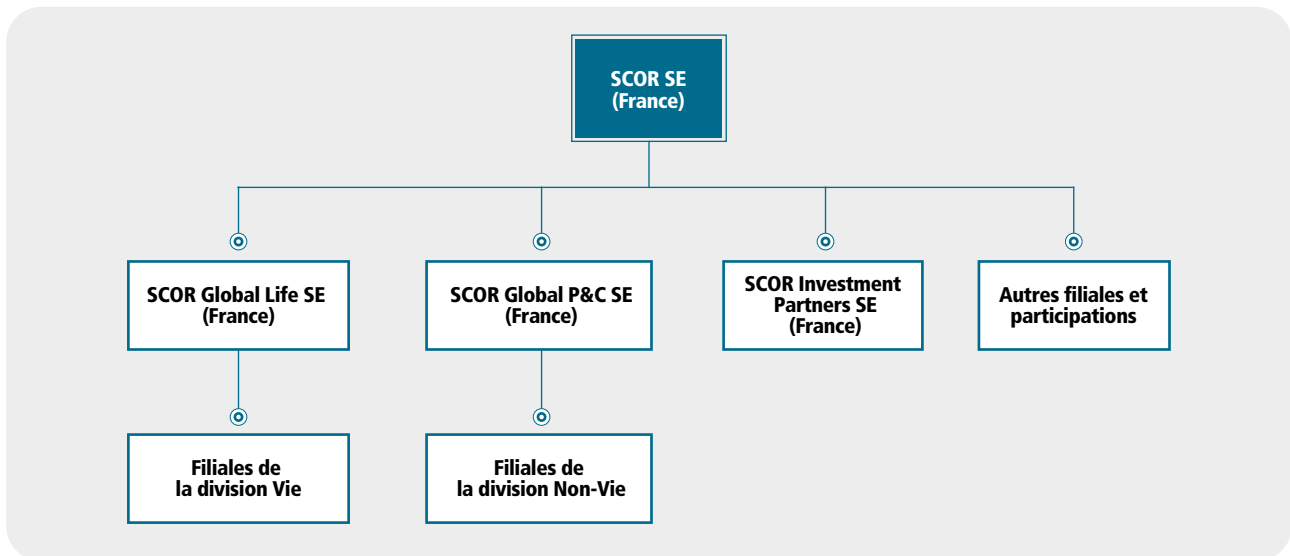 SCOR SE
(France)
SCOR Global Life SE
(France)
SCOR Global P&C SE
(France)
SCOR Investment
Partners SE
(France)
Autres filiales et
participations
Filiales de
la division Vie
Filiales de
la division Non-Vie